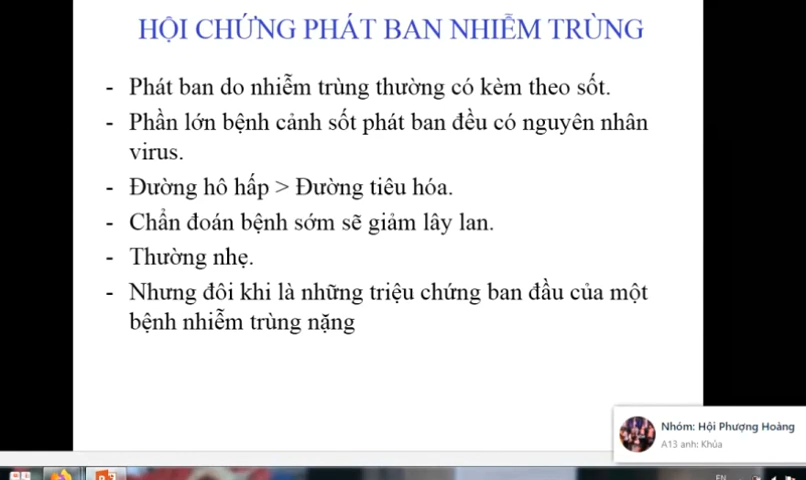 HỘI CHỨNG PHÁT BAN NHIỄM TRÙNG
- Phát ban do nhiễm trùng thường có kèm theo sốt.
- Phần lớn bệnh cảnh sốt phát ban đều có nguyên nhân
virus.
- Đường hô hấp > Đường tiêu hóa.
- Chẩn đoán bệnh sớm sẽ giảm lây lan.
- Thường nhẹ.
- Nhưng đôi khi là những triệu chứng ban đầu của một
bệnh nhiễm trùng nặng
Nhóm: Hội Phượng Hoàng
A13 anh: Khủa
EN